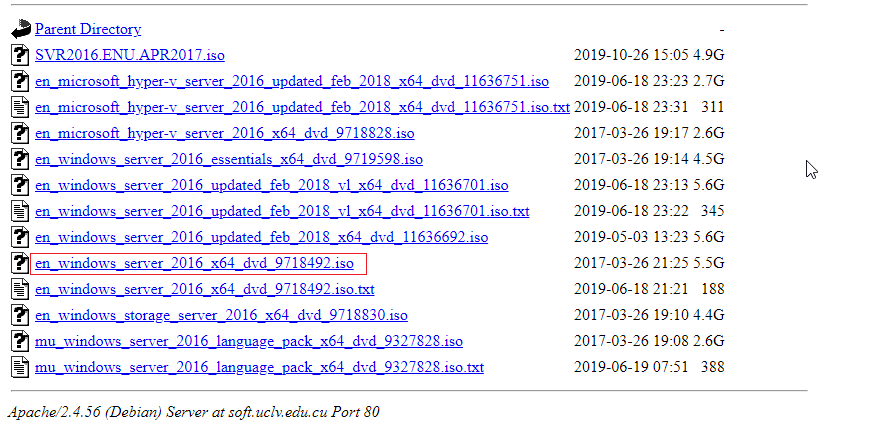 Parent Directory -
SVR2016.ENU.APR2017.iso 2019-10-26 15:05 4.9G
en_microsoft_hyper-v_server_2016_updated_feb_2018_x64_dvd_11636751.iso 2019-06-18 23:23 2.7G
en_microsoft_hyper-v_server_2016_updated_feb_2018_x64_dvd_11636751.iso.txt 2019-06-18 23:31 311
en_microsoft_hyper-v_server_2016_x64_dvd_9718828.iso 2017-03-26 19:17 2.6G
en_windows_server_2016_essentials_x64_dvd_9719598.iso 2017-03-26 19:14 4.5G
en_windows_server_2016_updated_feb_2018_vl_x64_dvd_11636701.iso 2019-06-18 23:13 5.6G
en_windows_server_2016_updated_feb_2018_vl_x64_dvd_11636701.iso.txt 2019-06-18 23:22 345
en_windows_server_2016_updated_feb_2018_x64_dvd_11636692.iso 2019-05-03 13:23 5.6G
en_windows_server_2016_x64_dvd_9718492.iso 2017-03-26 21:25 5.5G
en_windows_server_2016_x64_dvd_9718492.iso.txt 2019-06-18 21:21 188
en_windows_storage_server_2016_x64_dvd_9718830.iso 2017-03-26 19:10 4.4G
mu_windows_server_2016_language_pack_x64_dvd_9327828.iso 2017-03-26 19:08 2.6G
mu_windows_server_2016_language_pack_x64_dvd_9327828.iso.txt 2019-06-19 07:51 388
Apache/2.4.56 (Debian) Server at soft.uclv.edu.cu Port 80